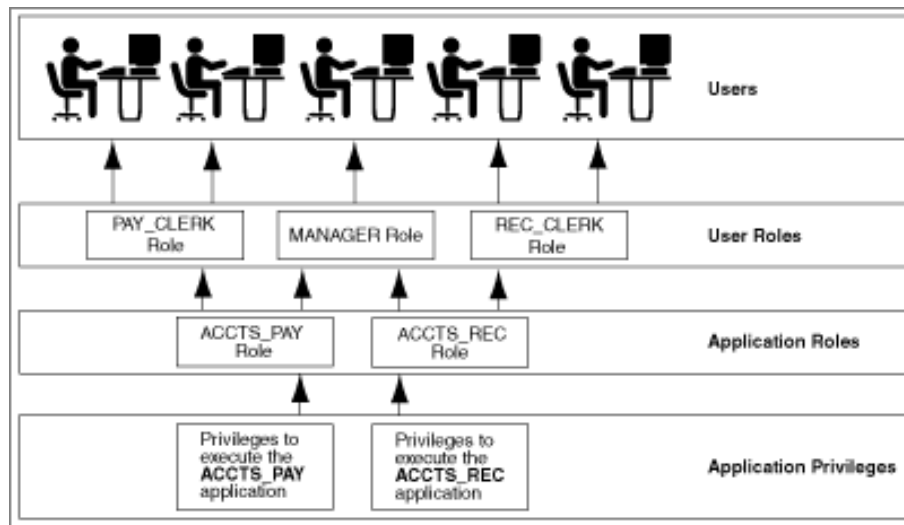 Users
PAY_CLERK
Role
MANAGER Role
REC_CLERK
Role
User Roles
ACCTS_PAY
Role
ACCTS_REC
Role
Application Roles
Privileges to
execute the
ACCTS_PAY
application
Privileges to
execute the
ACCTS_REC
application
Application Privileges